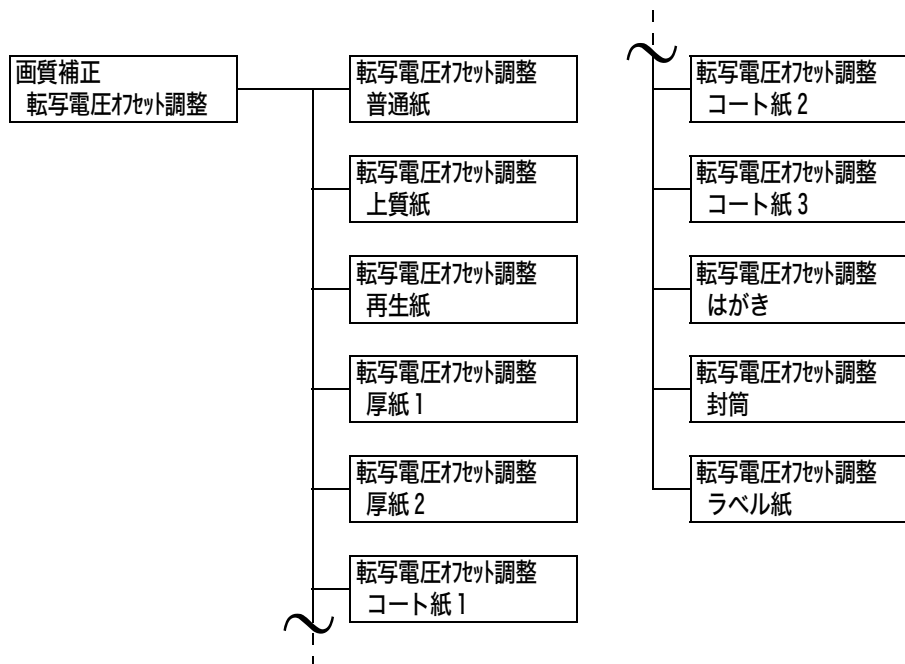 画質補正
転写電圧ｵﾌｾｯﾄ調整
転写電圧ｵﾌｾｯﾄ調整
普通紙
転写電圧ｵﾌｾｯﾄ調整
上質紙
転写電圧ｵﾌｾｯﾄ調整
再生紙
転写電圧ｵﾌｾｯﾄ調整
厚紙1
転写電圧ｵﾌｾｯﾄ調整
厚紙2
転写電圧ｵﾌｾｯﾄ調整
コート紙1
転写電圧ｵﾌｾｯﾄ調整
コート紙2
転写電圧ｵﾌｾｯﾄ調整
コート紙3
転写電圧ｵﾌｾｯﾄ調整
はがき
転写電圧ｵﾌｾｯﾄ調整
封筒
転写電圧ｵﾌｾｯﾄ調整
ラベル紙